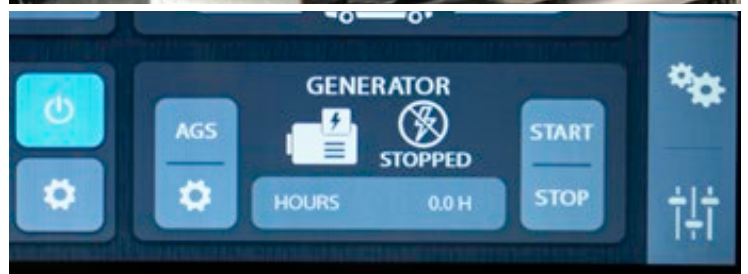 GENERATOR
AGS
START
STOPPED
HOURS 0.0 H
STOP